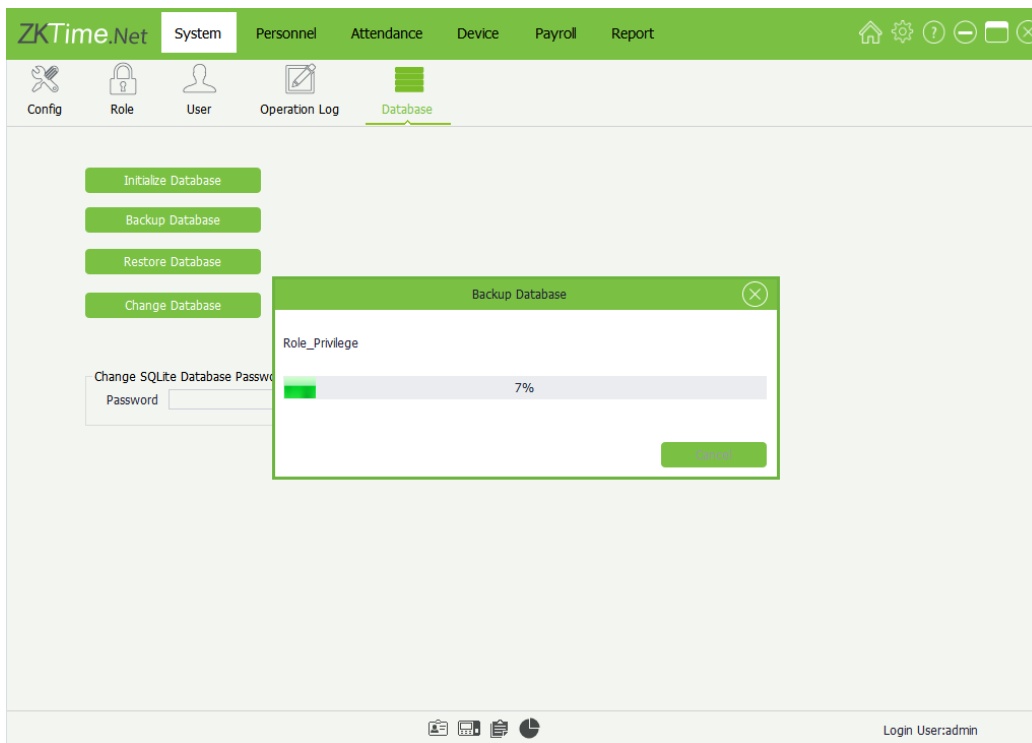 ZKTime.Net System Personnel Attendance Device Payroll Report
Config Role User Operation Log Database
Initialize Database
Backup Database
Restore Database
Change Database
Backup Database
Role_Privilege
7%
Change SQLite Database Passwo
Password
Cancel
Login User:admin